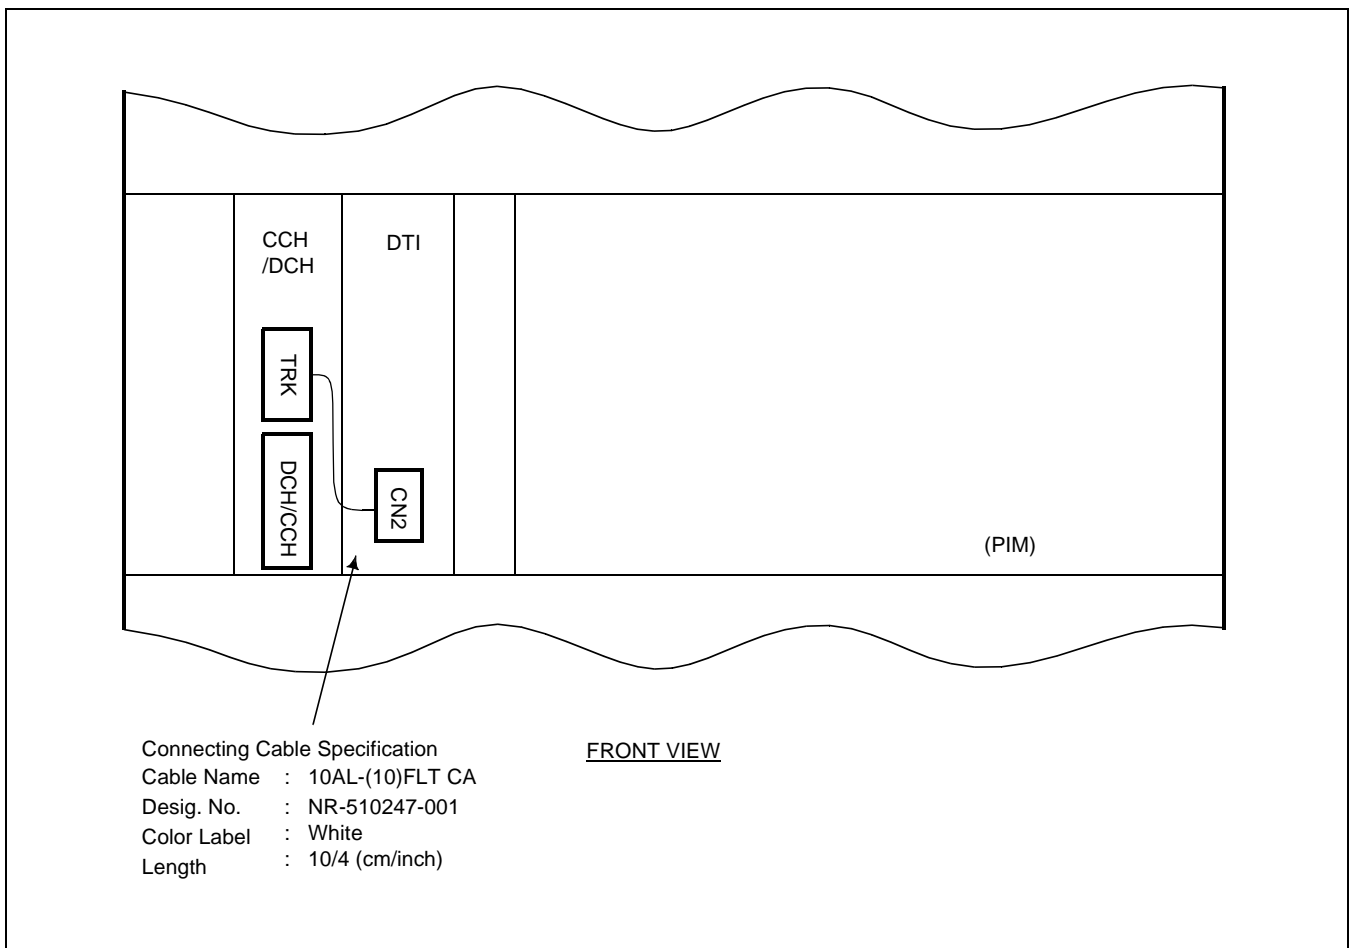 CCH
/DCH
DTI
TRK
DCH/CCH
CN2
(PIM)
Connecting Cable Specification
Cable Name : 10AL-(10)FLT CA
Desig. No. : NR-510247-001
Color Label : White
Length : 10/4 (cm/inch)
FRONT VIEW